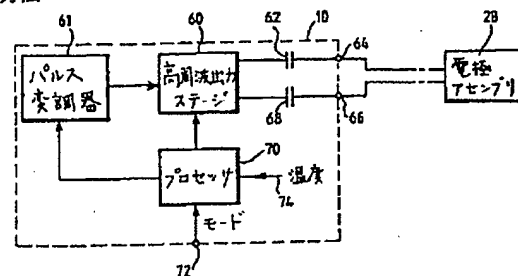 61
パルス
変調器
60
高周波出力
ステージ
62
10
64
68
66
28
電極
アセンブリ
70
プロセッサ
温度
74
モード
72